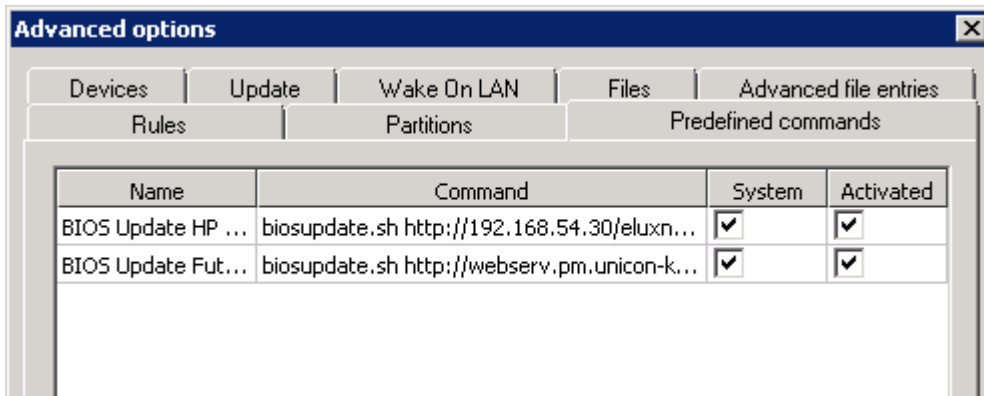 Advanced options
Devices Update Wake On LAN Files Advanced file entries
Rules Partitions Predefined commands
Name Command System Activated
BIOS Update HP ... biosupdate.sh http://192.168.54.30/eluxn...
BIOS Update Fut... biosupdate.sh http://webserv.pm.unicon-k...